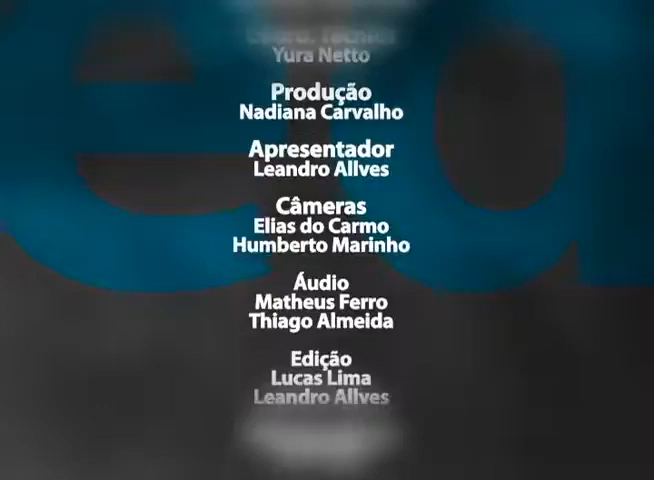 Yura Netto
Produção
Nadiana Carvalho
Apresentador
Leandro Allves
Câmeras
Elias do Carmo
Humberto Marinho
Áudio
Matheus Ferro
Thiago Almeida
Edição
Lucas Lima
Leandro Allves